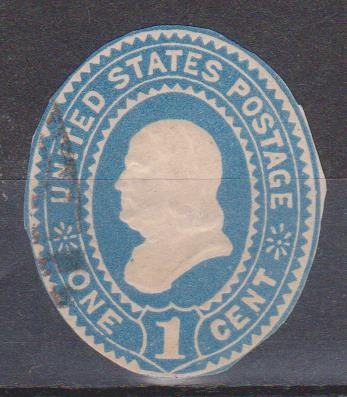 UNITED STATES POSTAGE
ONE 1 CENT